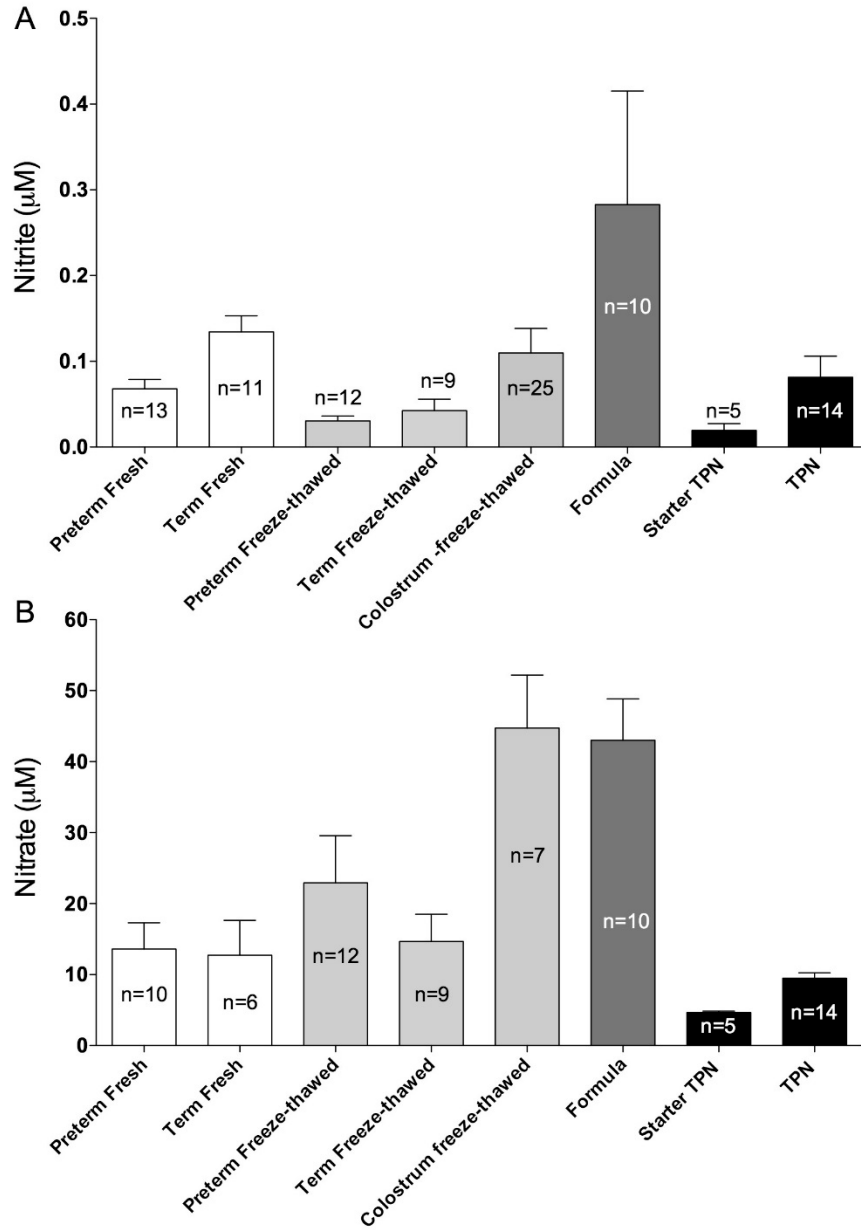 A
Nitrite (µM)
0.5
0.4
0.3
0.2
0.1
0.0
n=13
n=11
n=12
n=9
n=25
n=10
n=5
n=14
Preterm Fresh
Term Fresh
Preterm Freeze-thawed
Term Freeze-thawed
Colostrum -freeze-thawed
Formula
Starter TPN
TPN
B
Nitrate (µM)
60
50
40
30
20
10
0
n=10
n=6
n=12
n=9
n=7
n=10
n=5
n=14
Preterm Fresh
Term Fresh
Preterm Freeze-thawed
Term Freeze-thawed
Colostrum freeze-thawed
Formula
Starter TPN
TPN